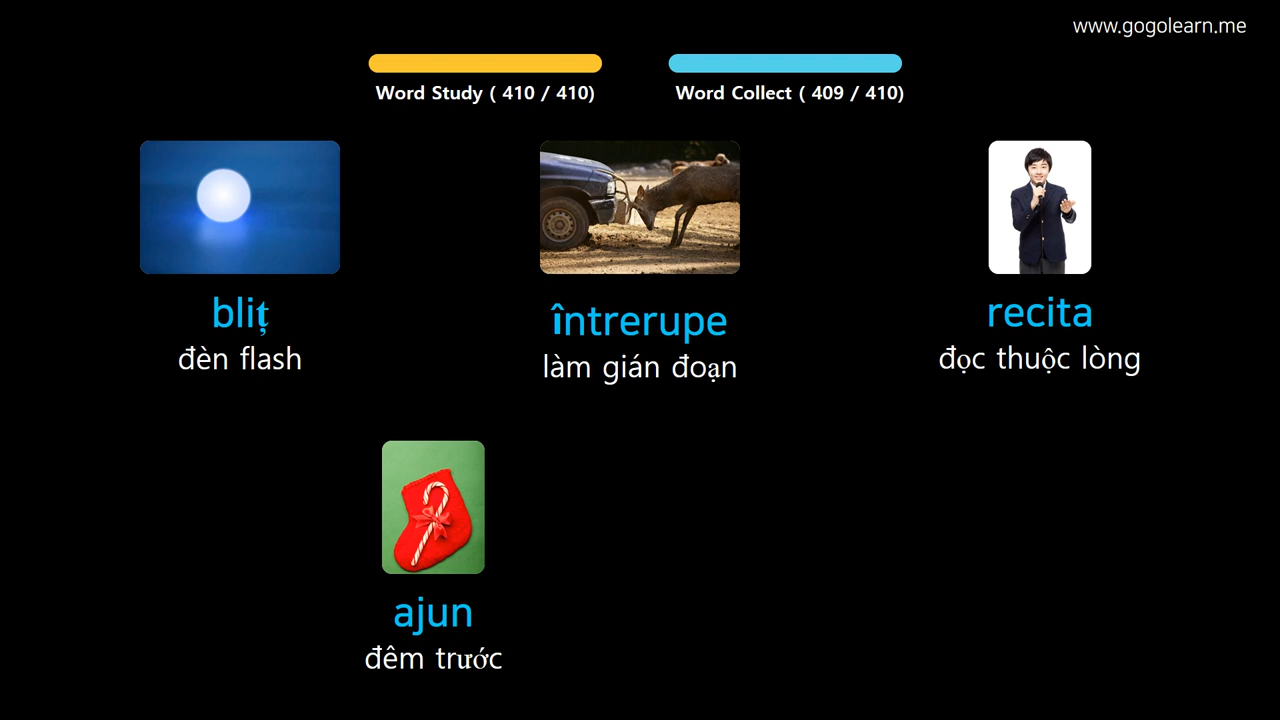 www.gogolearn.me
Word Study ( 410 / 410)
Word Collect ( 409 / 410)
bliț
đèn flash
întrerupe
làm gián đoạn
recita
đọc thuộc lòng
ajun
đêm trước